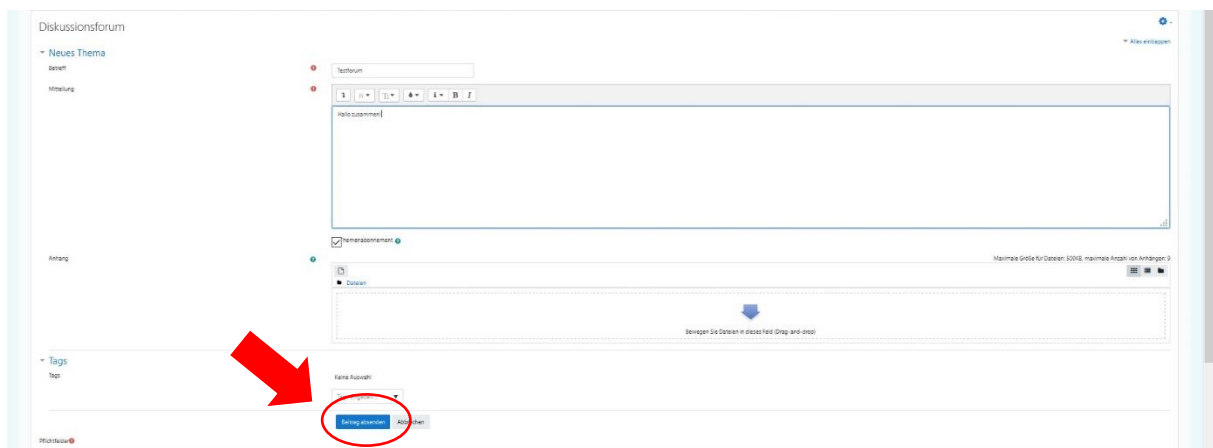 Diskussionsforum
Alles einklappen
Neues Thema
Betreff
Testforum
Mitteilung
B I
Hallo zusammen
Themenabonnement
Anhang
Maximale Größe für Dateien: 500KB, maximale Anzahl von Anhängen: 9
Dateien
Bewegen Sie Dateien in dieses Feld (Drag-and-drop)
Tags
Tags
Keine Auswahl
Beitrag absenden Abbrechen
Pflichtfelder